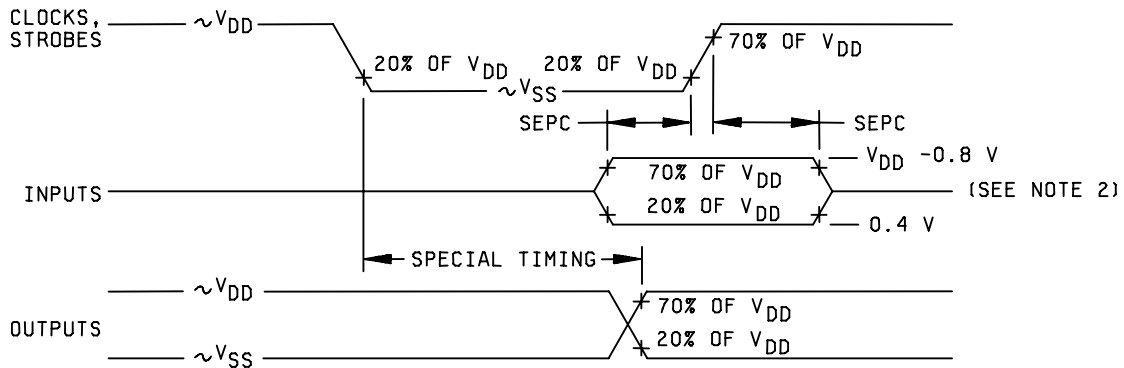 CLOCKS,
STROBES
~VDD
20% OF VDD
20% OF VDD
70% OF VDD
~VSS
SEPC
SEPC
INPUTS
70% OF VDD
20% OF VDD
VDD -0.8 V
(SEE NOTE 2)
0.4 V
SPECIAL TIMING
OUTPUTS
~VDD
70% OF VDD
20% OF VDD
~VSS